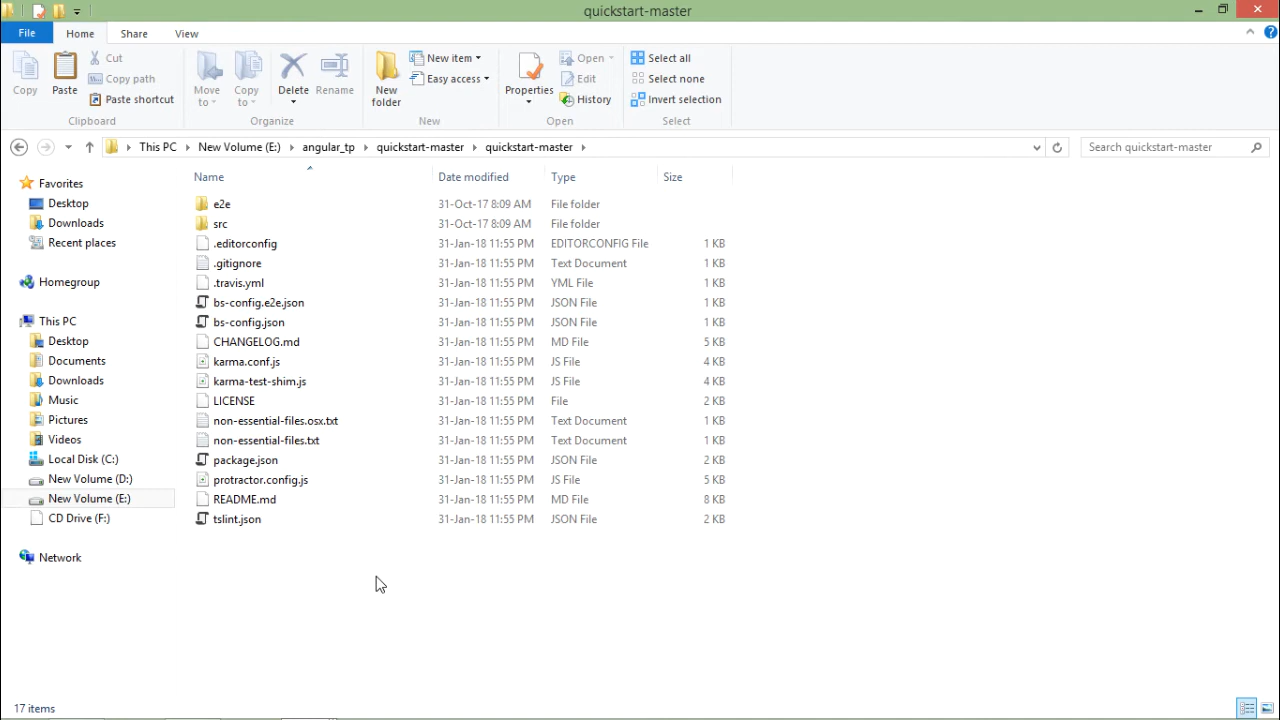 quickstart-master
File Home Share View
Copy Paste Cut Copy path Paste shortcut
Move to Copy to Delete Rename
New folder New item Easy access
Properties Open Edit History
Select all Select none Invert selection
Clipboard Organize New Open Select
This PC New Volume (E:) angular_tp quickstart-master quickstart-master Search quickstart-master
Name Date modified Type Size
Favorites
Desktop
Downloads
Recent places
Homegroup
This PC
Desktop
Documents
Downloads
Music
Pictures
Videos
Local Disk (C:)
New Volume (D:)
New Volume (E:)
CD Drive (F:)
Network
e2e 31-Oct-17 8:09 AM File folder
src 31-Oct-17 8:09 AM File folder
.editorconfig 31-Jan-18 11:55 PM EDITORCONFIG File 1 KB
.gitignore 31-Jan-18 11:55 PM Text Document 1 KB
.travis.yml 31-Jan-18 11:55 PM YML File 1 KB
bs-config.e2e.json 31-Jan-18 11:55 PM JSON File 1 KB
bs-config.json 31-Jan-18 11:55 PM JSON File 1 KB
CHANGELOG.md 31-Jan-18 11:55 PM MD File 5 KB
karma.conf.js 31-Jan-18 11:55 PM JS File 4 KB
karma-test-shim.js 31-Jan-18 11:55 PM JS File 4 KB
LICENSE 31-Jan-18 11:55 PM File 2 KB
non-essential-files.osx.txt 31-Jan-18 11:55 PM Text Document 1 KB
non-essential-files.txt 31-Jan-18 11:55 PM Text Document 1 KB
package.json 31-Jan-18 11:55 PM JSON File 2 KB
protractor.config.js 31-Jan-18 11:55 PM JS File 5 KB
README.md 31-Jan-18 11:55 PM MD File 8 KB
tslint.json 31-Jan-18 11:55 PM JSON File 2 KB
17 items